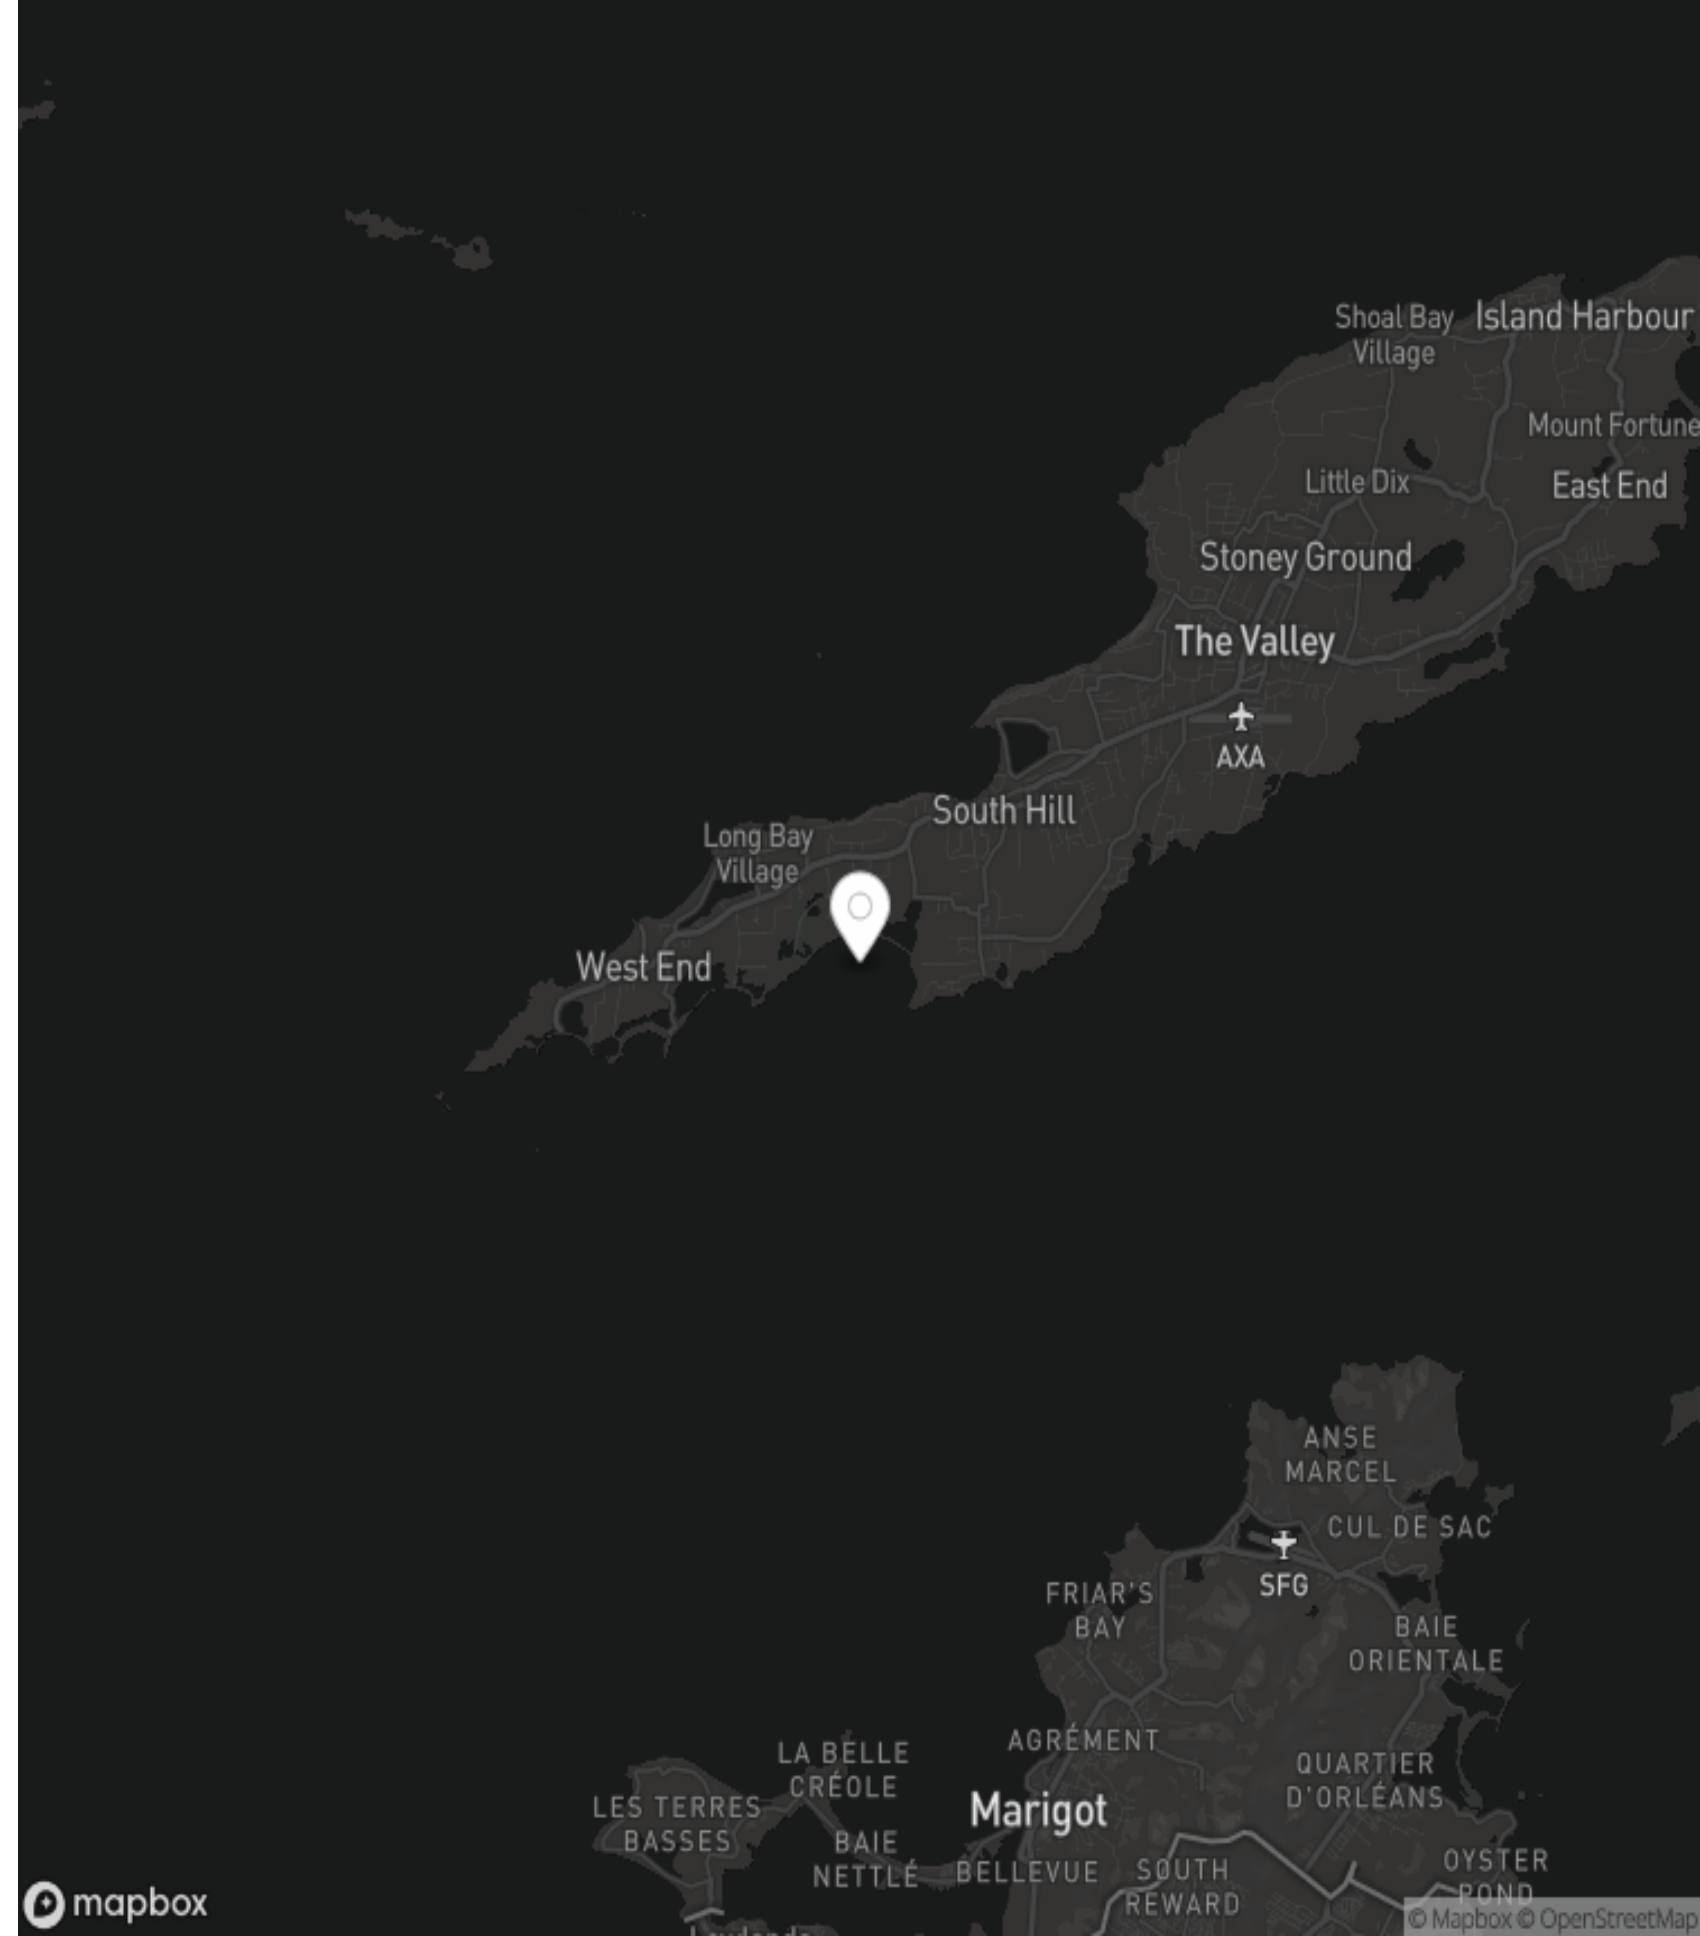 Shoal Bay
Village
Island Harbour
Mount Fortune
Little Dix
East End
Stoney Ground
The Valley
AXA
South Hill
Long Bay
Village
West End
ANSE
MARCEL
CUL DE SAC
SFG
FRIAR'S
BAY
BAIE
ORIENTALE
AGRÉMENT
LA BELLE
CRÉOLE
QUARTIER
D'ORLÉANS
LES TERRES
BASSES
Marigot
BAIE
NETTLÉ
BELLEVUE
SOUTH
REWARD
OYSTER
POND
mapbox
© Mapbox © OpenStreetMap